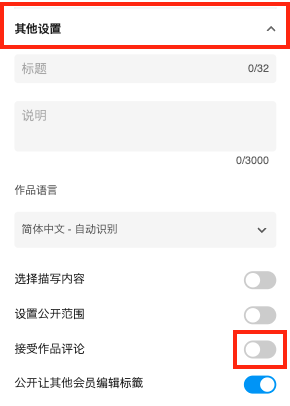 其他设置
标题
0/32
说明
0/3000
作品语言
简体中文 - 自动识别
选择描写内容
设置公开范围
接受作品评论
公开让其他会员编辑标籤